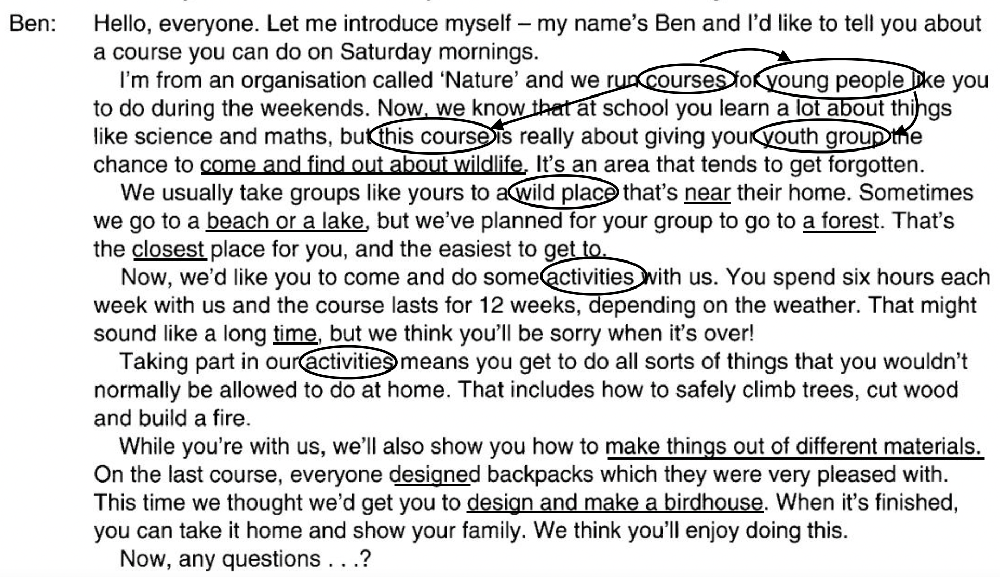 Ben: Hello, everyone. Let me introduce myself – my name's Ben and I'd like to tell you about
a course you can do on Saturday mornings.
I'm from an organisation called 'Nature' and we run courses for young people like you
to do during the weekends. Now, we know that at school you learn a lot about things
like science and maths, but this course is really about giving your youth group the
chance to come and find out about wildlife. It's an area that tends to get forgotten.
We usually take groups like yours to a wild place that's near their home. Sometimes
we go to a beach or a lake, but we've planned for your group to go to a forest. That's
the closest place for you, and the easiest to get to.
Now, we'd like you to come and do some activities with us. You spend six hours each
week with us and the course lasts for 12 weeks, depending on the weather. That might
sound like a long time, but we think you'll be sorry when it's over!
Taking part in our activities means you get to do all sorts of things that you wouldn't
normally be allowed to do at home. That includes how to safely climb trees, cut wood
and build a fire.
While you're with us, we'll also show you how to make things out of different materials.
On the last course, everyone designed backpacks which they were very pleased with.
This time we thought we'd get you to design and make a birdhouse. When it's finished,
you can take it home and show your family. We think you'll enjoy doing this.
Now, any questions . . .?